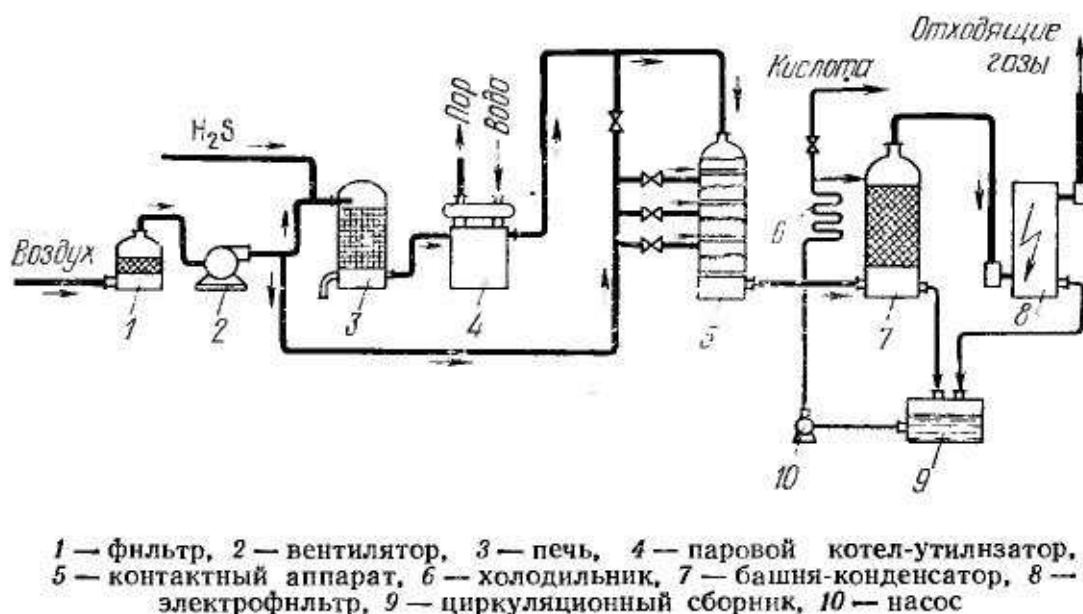 Отходящие
газы
Кислота
Пар
Вода
H₂S
Воздух
1
2
3
4
5
6
7
8
9
10
1 — фильтр, 2 — вентилятор, 3 — печь, 4 — паровой котел-утилизатор,
5 — контактный аппарат, 6 — холодильник, 7 — башня-конденсатор, 8 —
электрофильтр, 9 — циркуляционный сборник, 10 — насос